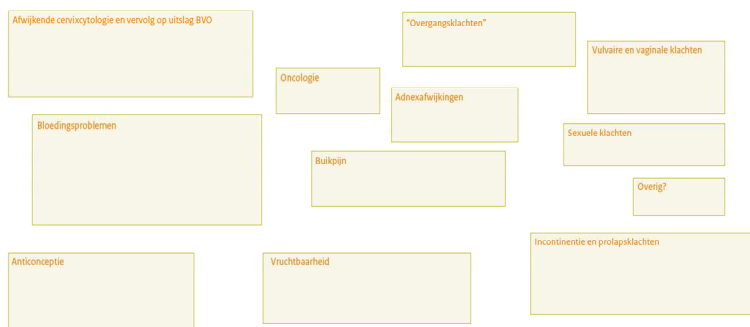 Afwijkende cervixcytologie en vervolg op uitslag BVO
"Overgangsklachten"
Vulvaire en vaginale klachten
Oncologie
Adnexafwijkingen
Bloedingsproblemen
Sexuele klachten
Buikpijn
Overig?
Incontinentie en prolapsklachten
Anticonceptie
Vruchtbaarheid